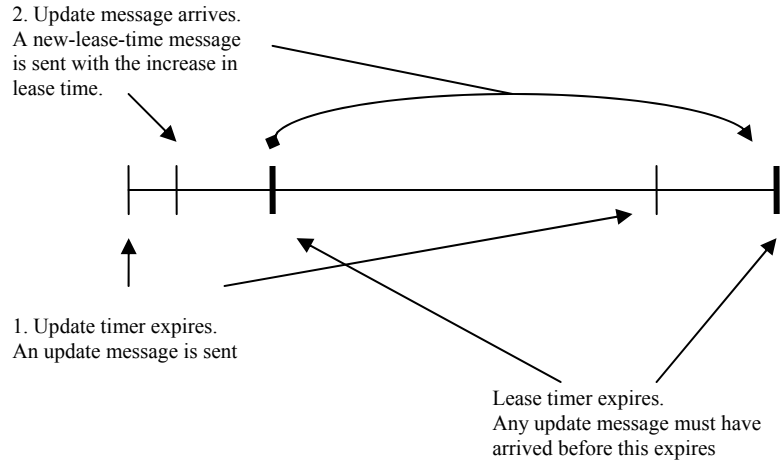 2. Update message arrives.
A new-lease-time message
is sent with the increase in
lease time.
1. Update timer expires.
An update message is sent
Lease timer expires.
Any update message must have
arrived before this expires